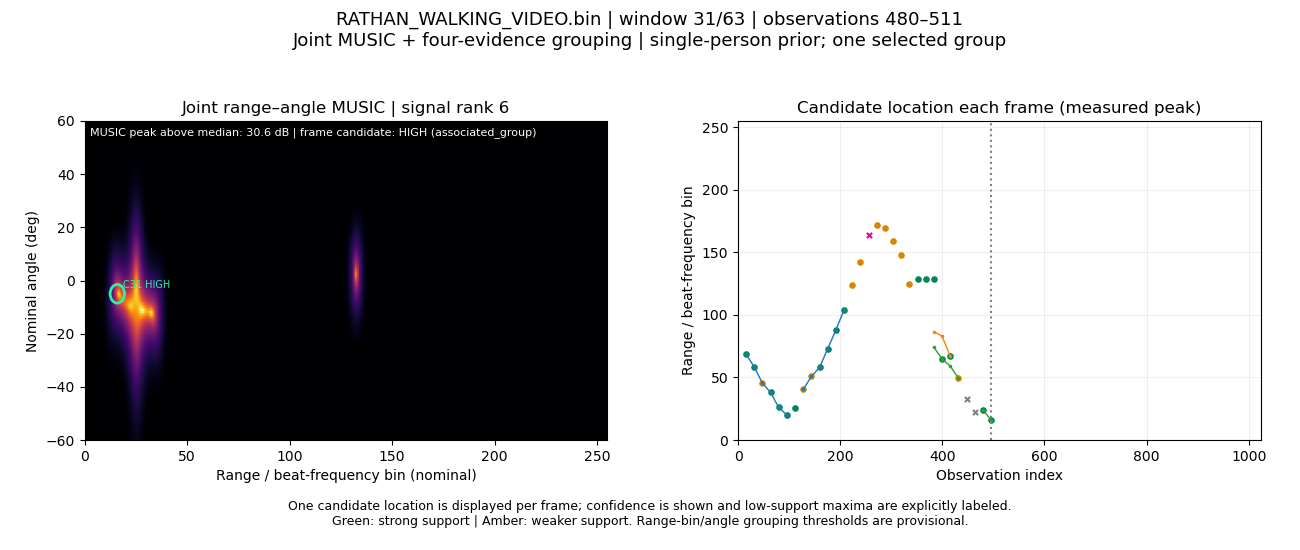 RATHAN_WALKING_VIDEO.bin | window 31/63 | observations 480–511
Joint MUSIC + four-evidence grouping | single-person prior; one selected group
Joint range–angle MUSIC | signal rank 6
MUSIC peak above median: 30.6 dB | frame candidate: HIGH (associated_group)
C31 HIGH
60
40
20
0
−20
−40
−60
Nominal angle (deg)
0
50
100
150
200
250
Range / beat-frequency bin (nominal)
Candidate location each frame (measured peak)
250
200
150
100
50
0
Range / beat-frequency bin
0
200
400
600
800
1000
Observation index
One candidate location is displayed per frame; confidence is shown and low-support maxima are explicitly labeled.
Green: strong support | Amber: weaker support. Range-bin/angle grouping thresholds are provisional.